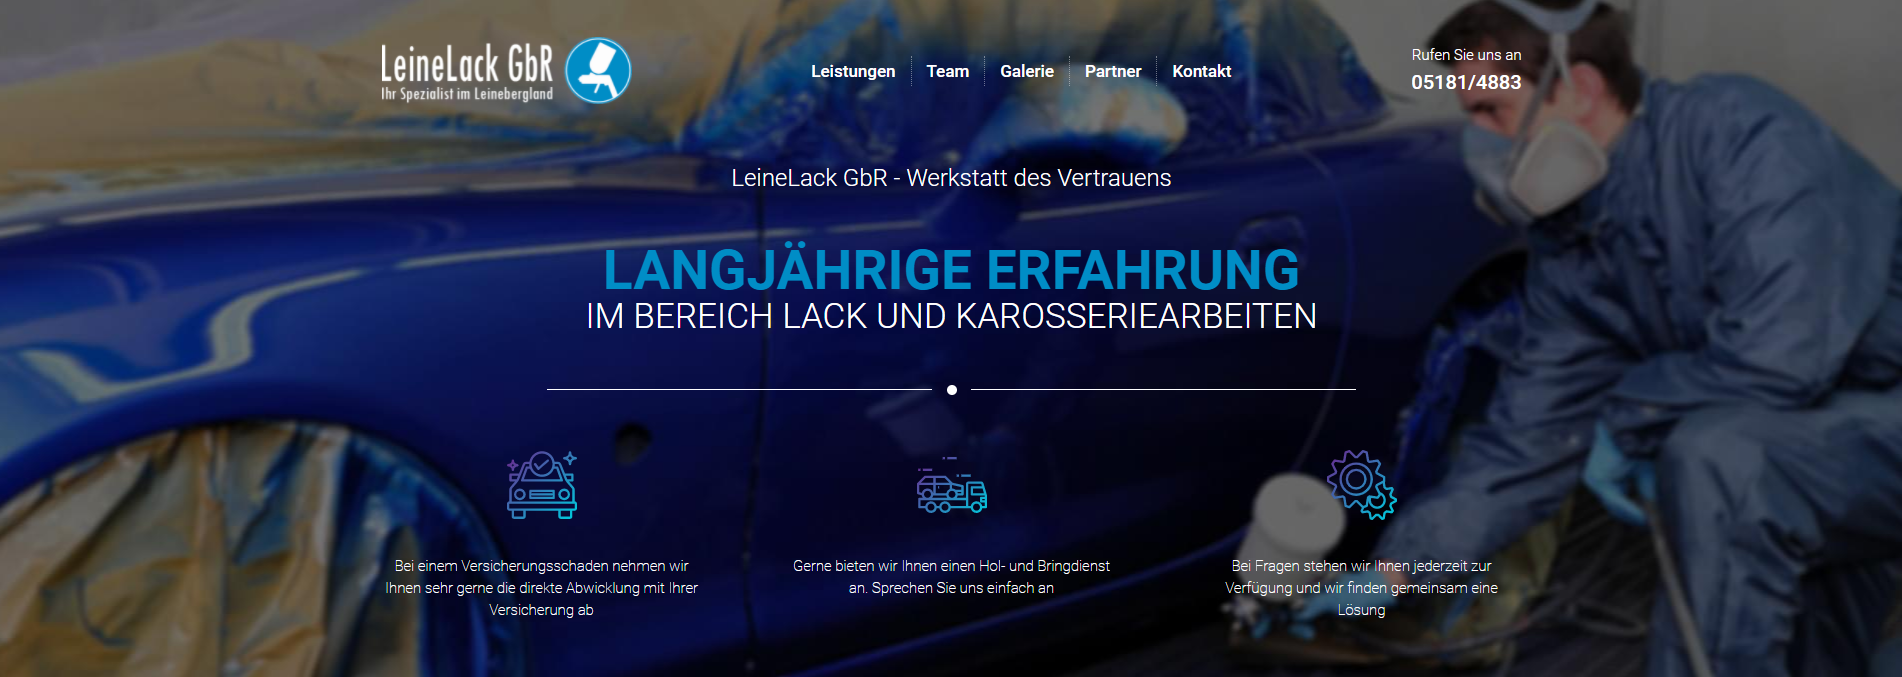 LeineLack GbR
Ihr Spezialist im Leinebergland
Leistungen
Team
Galerie
Partner
Kontakt
Rufen Sie uns an
05181/4883
LeineLack GbR - Werkstatt des Vertrauens
LANGJÄHRIGE ERFAHRUNG
IM BEREICH LACK UND KAROSSERIEARBEITEN
Bei einem Versicherungsschaden nehmen wir
Ihnen sehr gerne die direkte Abwicklung mit Ihrer
Versicherung ab
Gerne bieten wir Ihnen einen Hol- und Bringdienst
an. Sprechen Sie uns einfach an
Bei Fragen stehen wir Ihnen jederzeit zur
Verfügung und wir finden gemeinsam eine
Lösung